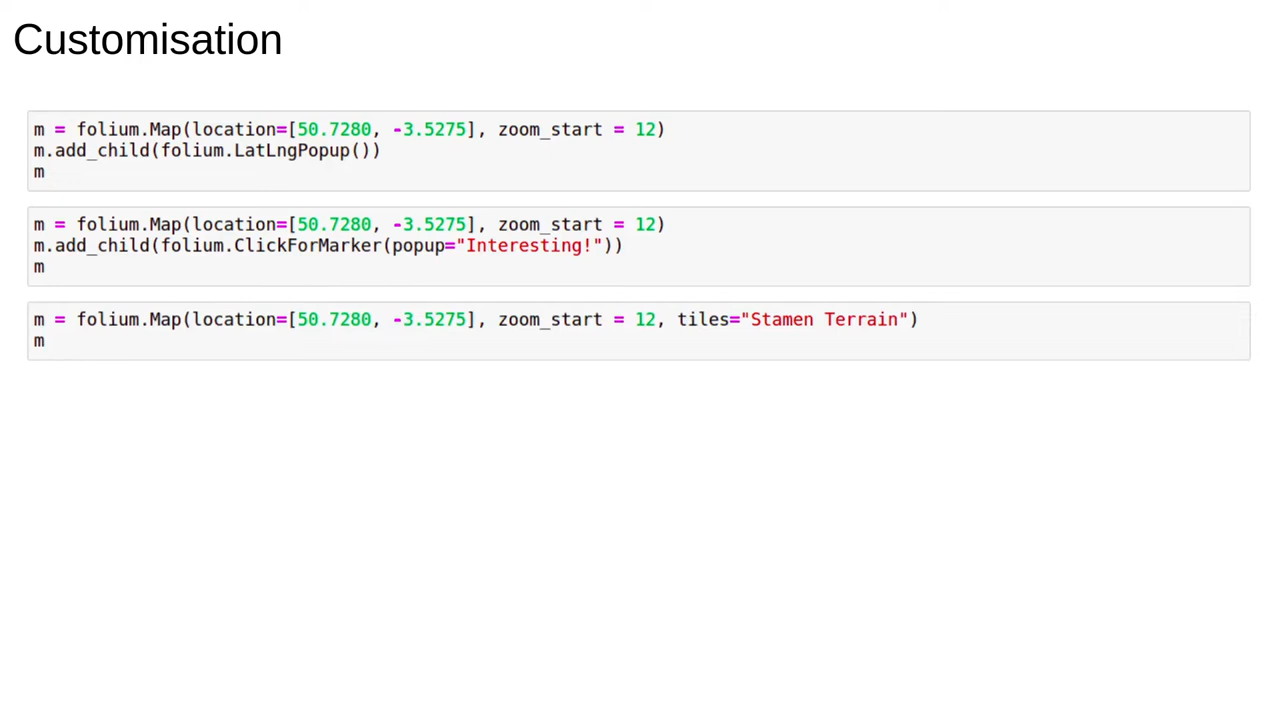 Customisation
m = folium.Map(location=[50.7280, -3.5275], zoom_start = 12)
m.add_child(folium.LatLngPopup())
m
m = folium.Map(location=[50.7280, -3.5275], zoom_start = 12)
m.add_child(folium.ClickForMarker(popup="Interesting!"))
m
m = folium.Map(location=[50.7280, -3.5275], zoom_start = 12, tiles="Stamen Terrain")
m